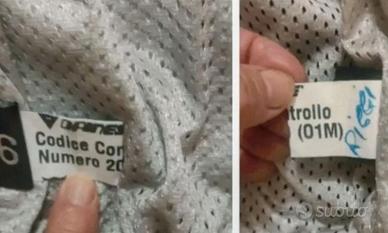 DAINESE
6
Codice Con
Numero 20
trollo
(01M)
subito